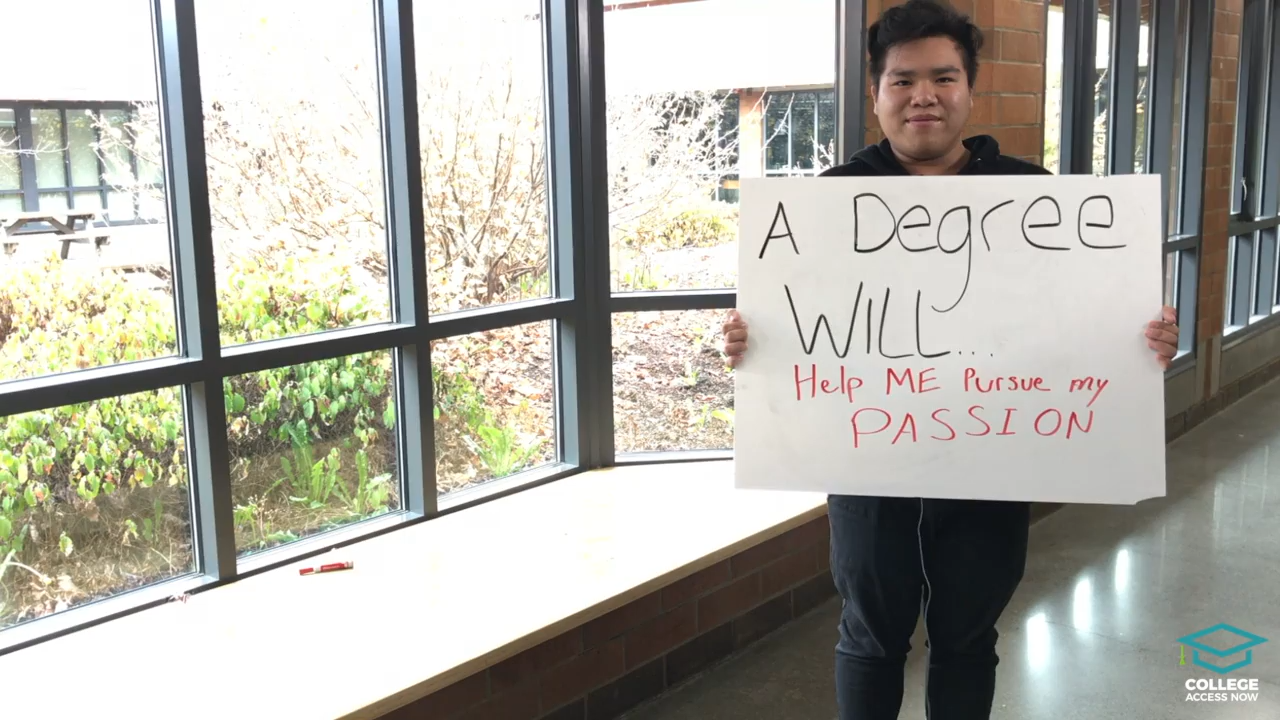 A Degree
WILL...
Help ME Pursue my
PASSION
COLLEGE
ACCESS NOW